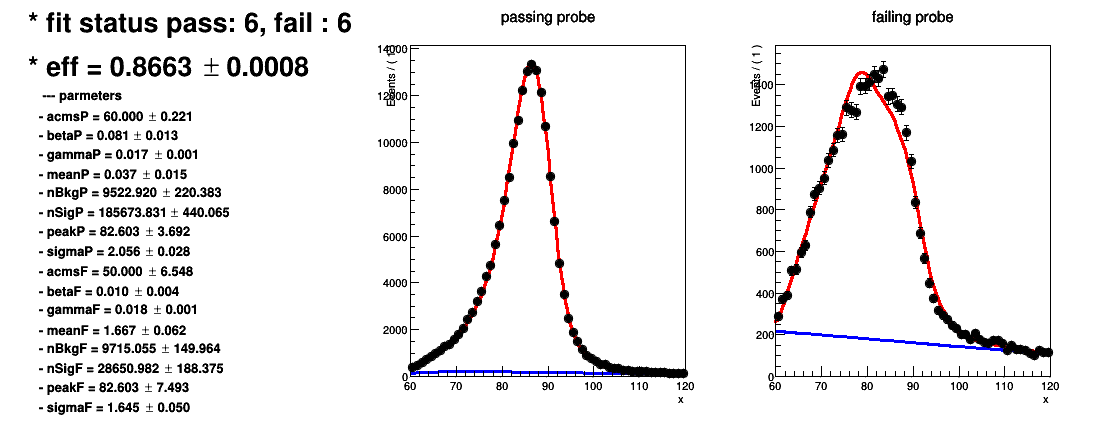 * fit status pass: 6, fail : 6
* eff = 0.8663 ± 0.0008
--- parmeters
- acmsP = 60.000 ± 0.221
- betaP = 0.081 ± 0.013
- gammaP = 0.017 ± 0.001
- meanP = 0.037 ± 0.015
- nBkgP = 9522.920 ± 220.383
- nSigP = 185673.831 ± 440.065
- peakP = 82.603 ± 3.692
- sigmaP = 2.056 ± 0.028
- acmsF = 50.000 ± 6.548
- betaF = 0.010 ± 0.004
- gammaF = 0.018 ± 0.001
- meanF = 1.667 ± 0.062
- nBkgF = 9715.055 ± 149.964
- nSigF = 28650.982 ± 188.375
- peakF = 82.603 ± 7.493
- sigmaF = 1.645 ± 0.050
passing probe
Events / ( 1 )
14000
12000
10000
8000
6000
4000
2000
0
60 70 80 90 100 110 120
x
failing probe
Events / ( 1 )
1400
1200
1000
800
600
400
200
0
60 70 80 90 100 110 120
x